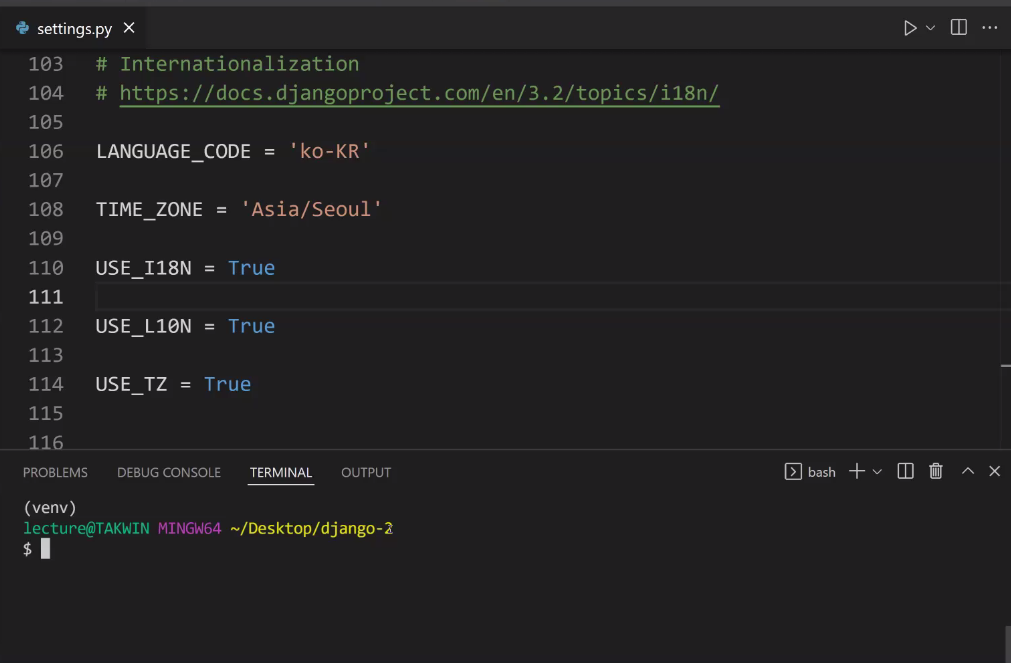 settings.py
103 # Internationalization
104 # https://docs.djangoproject.com/en/3.2/topics/i18n/
105
106 LANGUAGE_CODE = 'ko-KR'
107
108 TIME_ZONE = 'Asia/Seoul'
109
110 USE_I18N = True
111
112 USE_L10N = True
113
114 USE_TZ = True
115
116
PROBLEMS DEBUG CONSOLE TERMINAL OUTPUT bash
(venv)
lecture@TAKWIN MINGW64 ~/Desktop/django-2
$